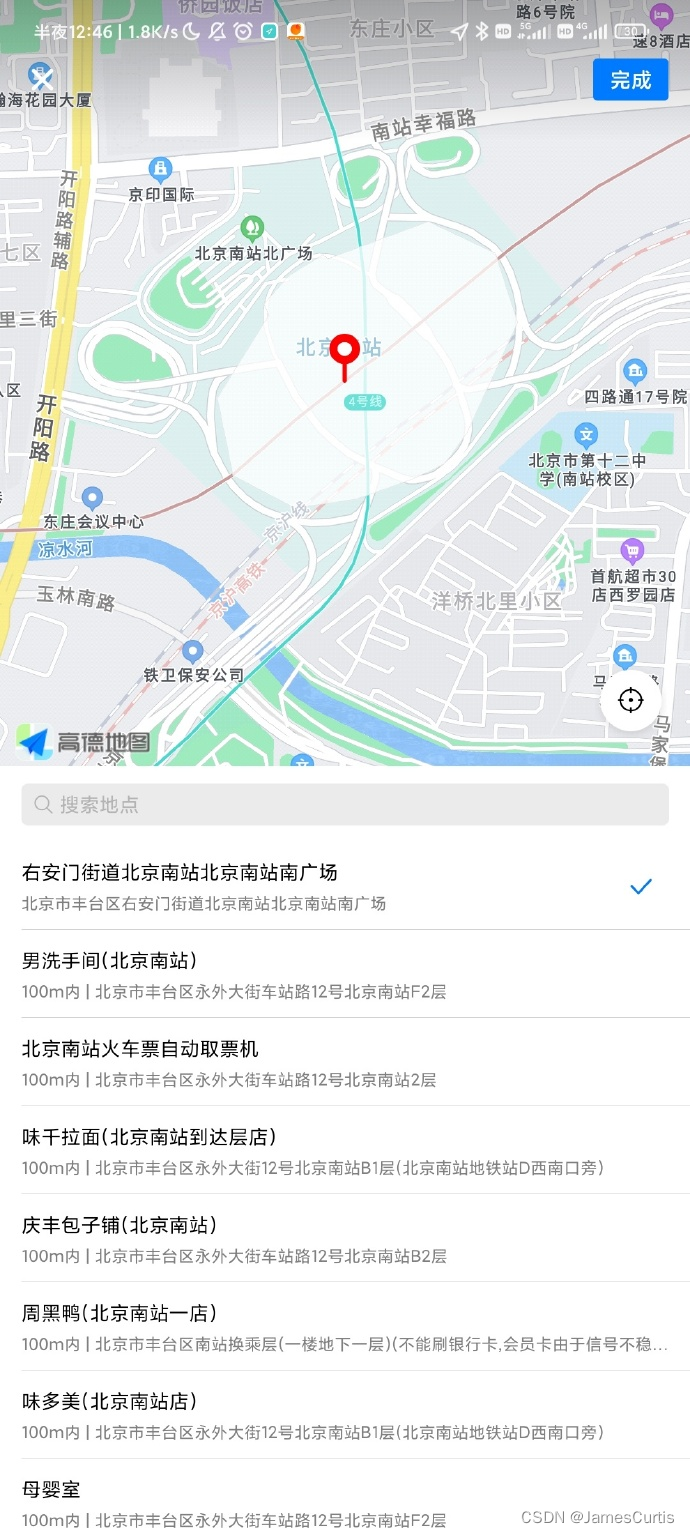 侨园饭店
路6号院
半夜12:46 | 1.8K/s
HD 5G HD 4G 30
东庄小区
速8酒店
瀚海花园大厦
完成
南站幸福路
京印国际
开阳路辅路
北京南站北广场
七区
里三街
4号线
四路通17号院
八区
开阳路
北京市第十二中
学(南站校区)
东庄会议中心
京沪线
凉水河
首航超市30
店西罗园店
京沪高铁
玉林南路
洋桥北里小区
铁卫保安公司
马家堡
高德地图
搜索地点
右安门街道北京南站北京南站南广场
北京市丰台区右安门街道北京南站北京南站南广场
男洗手间(北京南站)
100m内 | 北京市丰台区永外大街车站路12号北京南站F2层
北京南站火车票自动取票机
100m内 | 北京市丰台区永外大街车站路12号北京南站2层
味千拉面(北京南站到达层店)
100m内 | 北京市丰台区永外大街12号北京南站B1层(北京南站地铁站D西南口旁)
庆丰包子铺(北京南站)
100m内 | 北京市丰台区永外大街车站路12号北京南站B2层
周黑鸭(北京南站一店)
100m内 | 北京市丰台区南站换乘层(一楼地下一层)(不能刷银行卡,会员卡由于信号不稳...
味多美(北京南站店)
100m内 | 北京市丰台区永外大街12号北京南站B1层(北京南站地铁站D西南口旁)
母婴室
100m内 | 北京市丰台区永外大街车站路12号北京南站F2层
CSDN @JamesCurtis